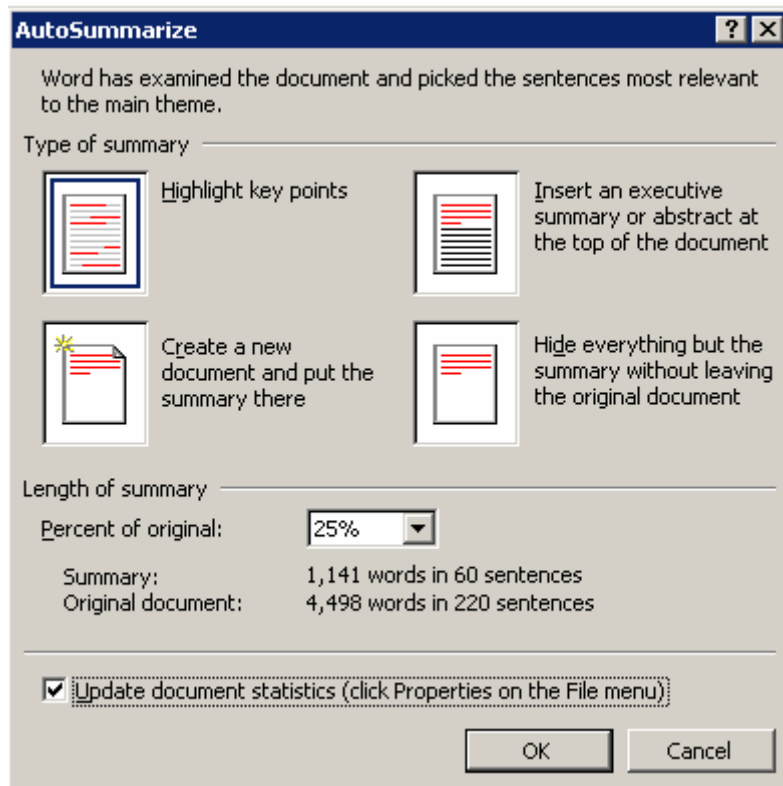 AutoSummarize
Word has examined the document and picked the sentences most relevant
to the main theme.
Type of summary
Highlight key points
Insert an executive
summary or abstract at
the top of the document
Create a new
document and put the
summary there
Hide everything but the
summary without leaving
the original document
Length of summary
Percent of original: 25%
Summary: 1,141 words in 60 sentences
Original document: 4,498 words in 220 sentences
Update document statistics (click Properties on the File menu)
OK Cancel